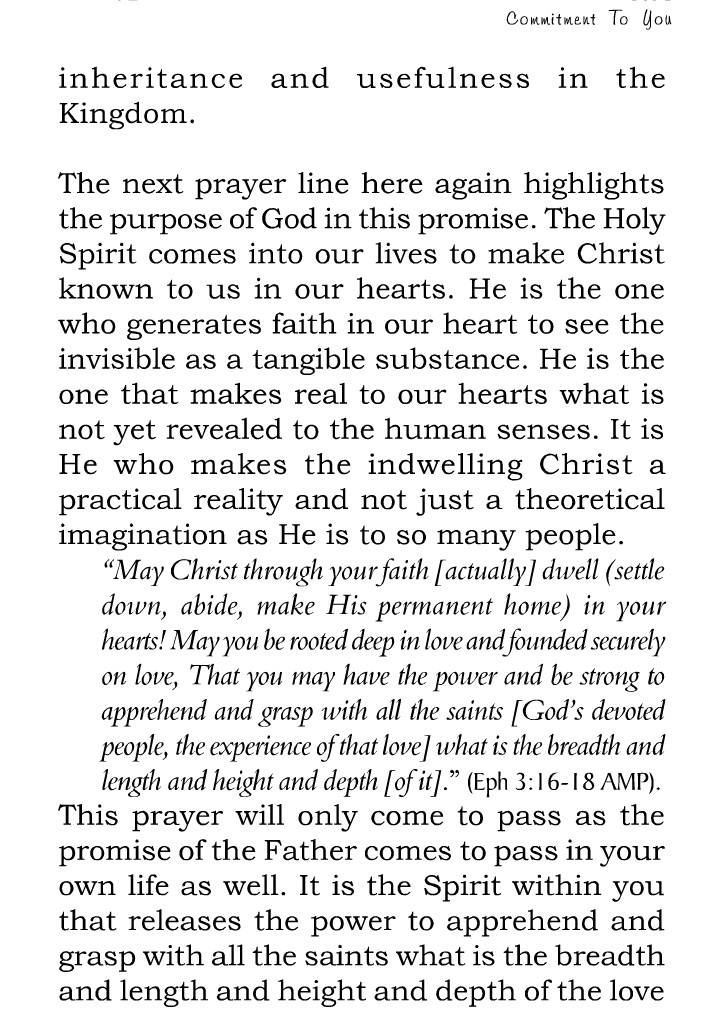 Commitment To You
inheritance and usefulness in the
Kingdom.
The next prayer line here again highlights
the purpose of God in this promise. The Holy
Spirit comes into our lives to make Christ
known to us in our hearts. He is the one
who generates faith in our heart to see the
invisible as a tangible substance. He is the
one that makes real to our hearts what is
not yet revealed to the human senses. It is
He who makes the indwelling Christ a
practical reality and not just a theoretical
imagination as He is to so many people.
“May Christ through your faith [actually] dwell (settle
down, abide, make His permanent home) in your
hearts! May you be rooted deep in love and founded securely
on love, That you may have the power and be strong to
apprehend and grasp with all the saints [God’s devoted
people, the experience of that love] what is the breadth and
length and height and depth [of it].” (Eph 3:16-18 AMP).
This prayer will only come to pass as the
promise of the Father comes to pass in your
own life as well. It is the Spirit within you
that releases the power to apprehend and
grasp with all the saints what is the breadth
and length and height and depth of the love